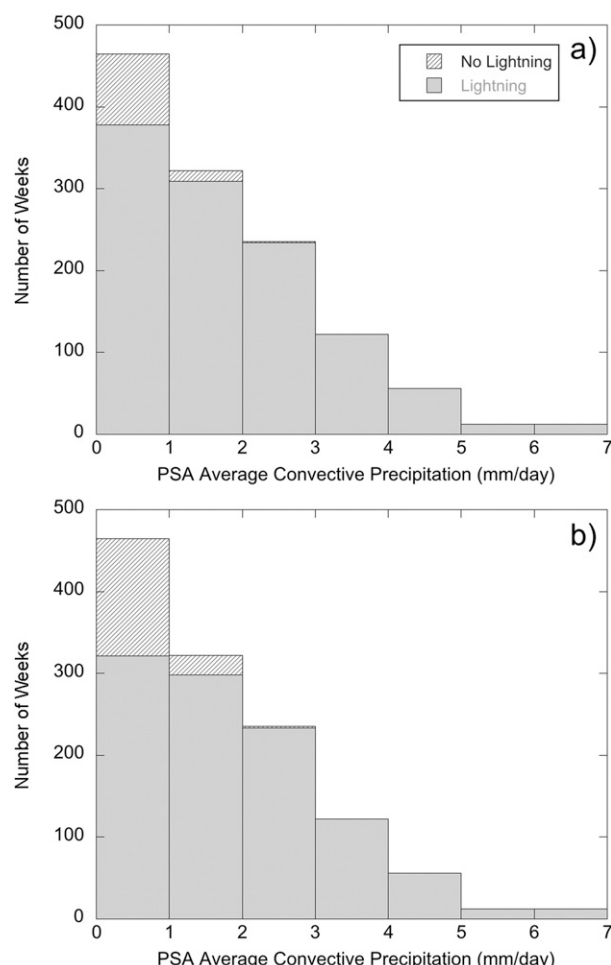 500
a)
No Lightning
Lightning
400
300
200
100
0
Number of Weeks
0 1 2 3 4 5 6 7
PSA Average Convective Precipitation (mm/day)
500
b)
400
300
200
100
0
Number of Weeks
0 1 2 3 4 5 6 7
PSA Average Convective Precipitation (mm/day)